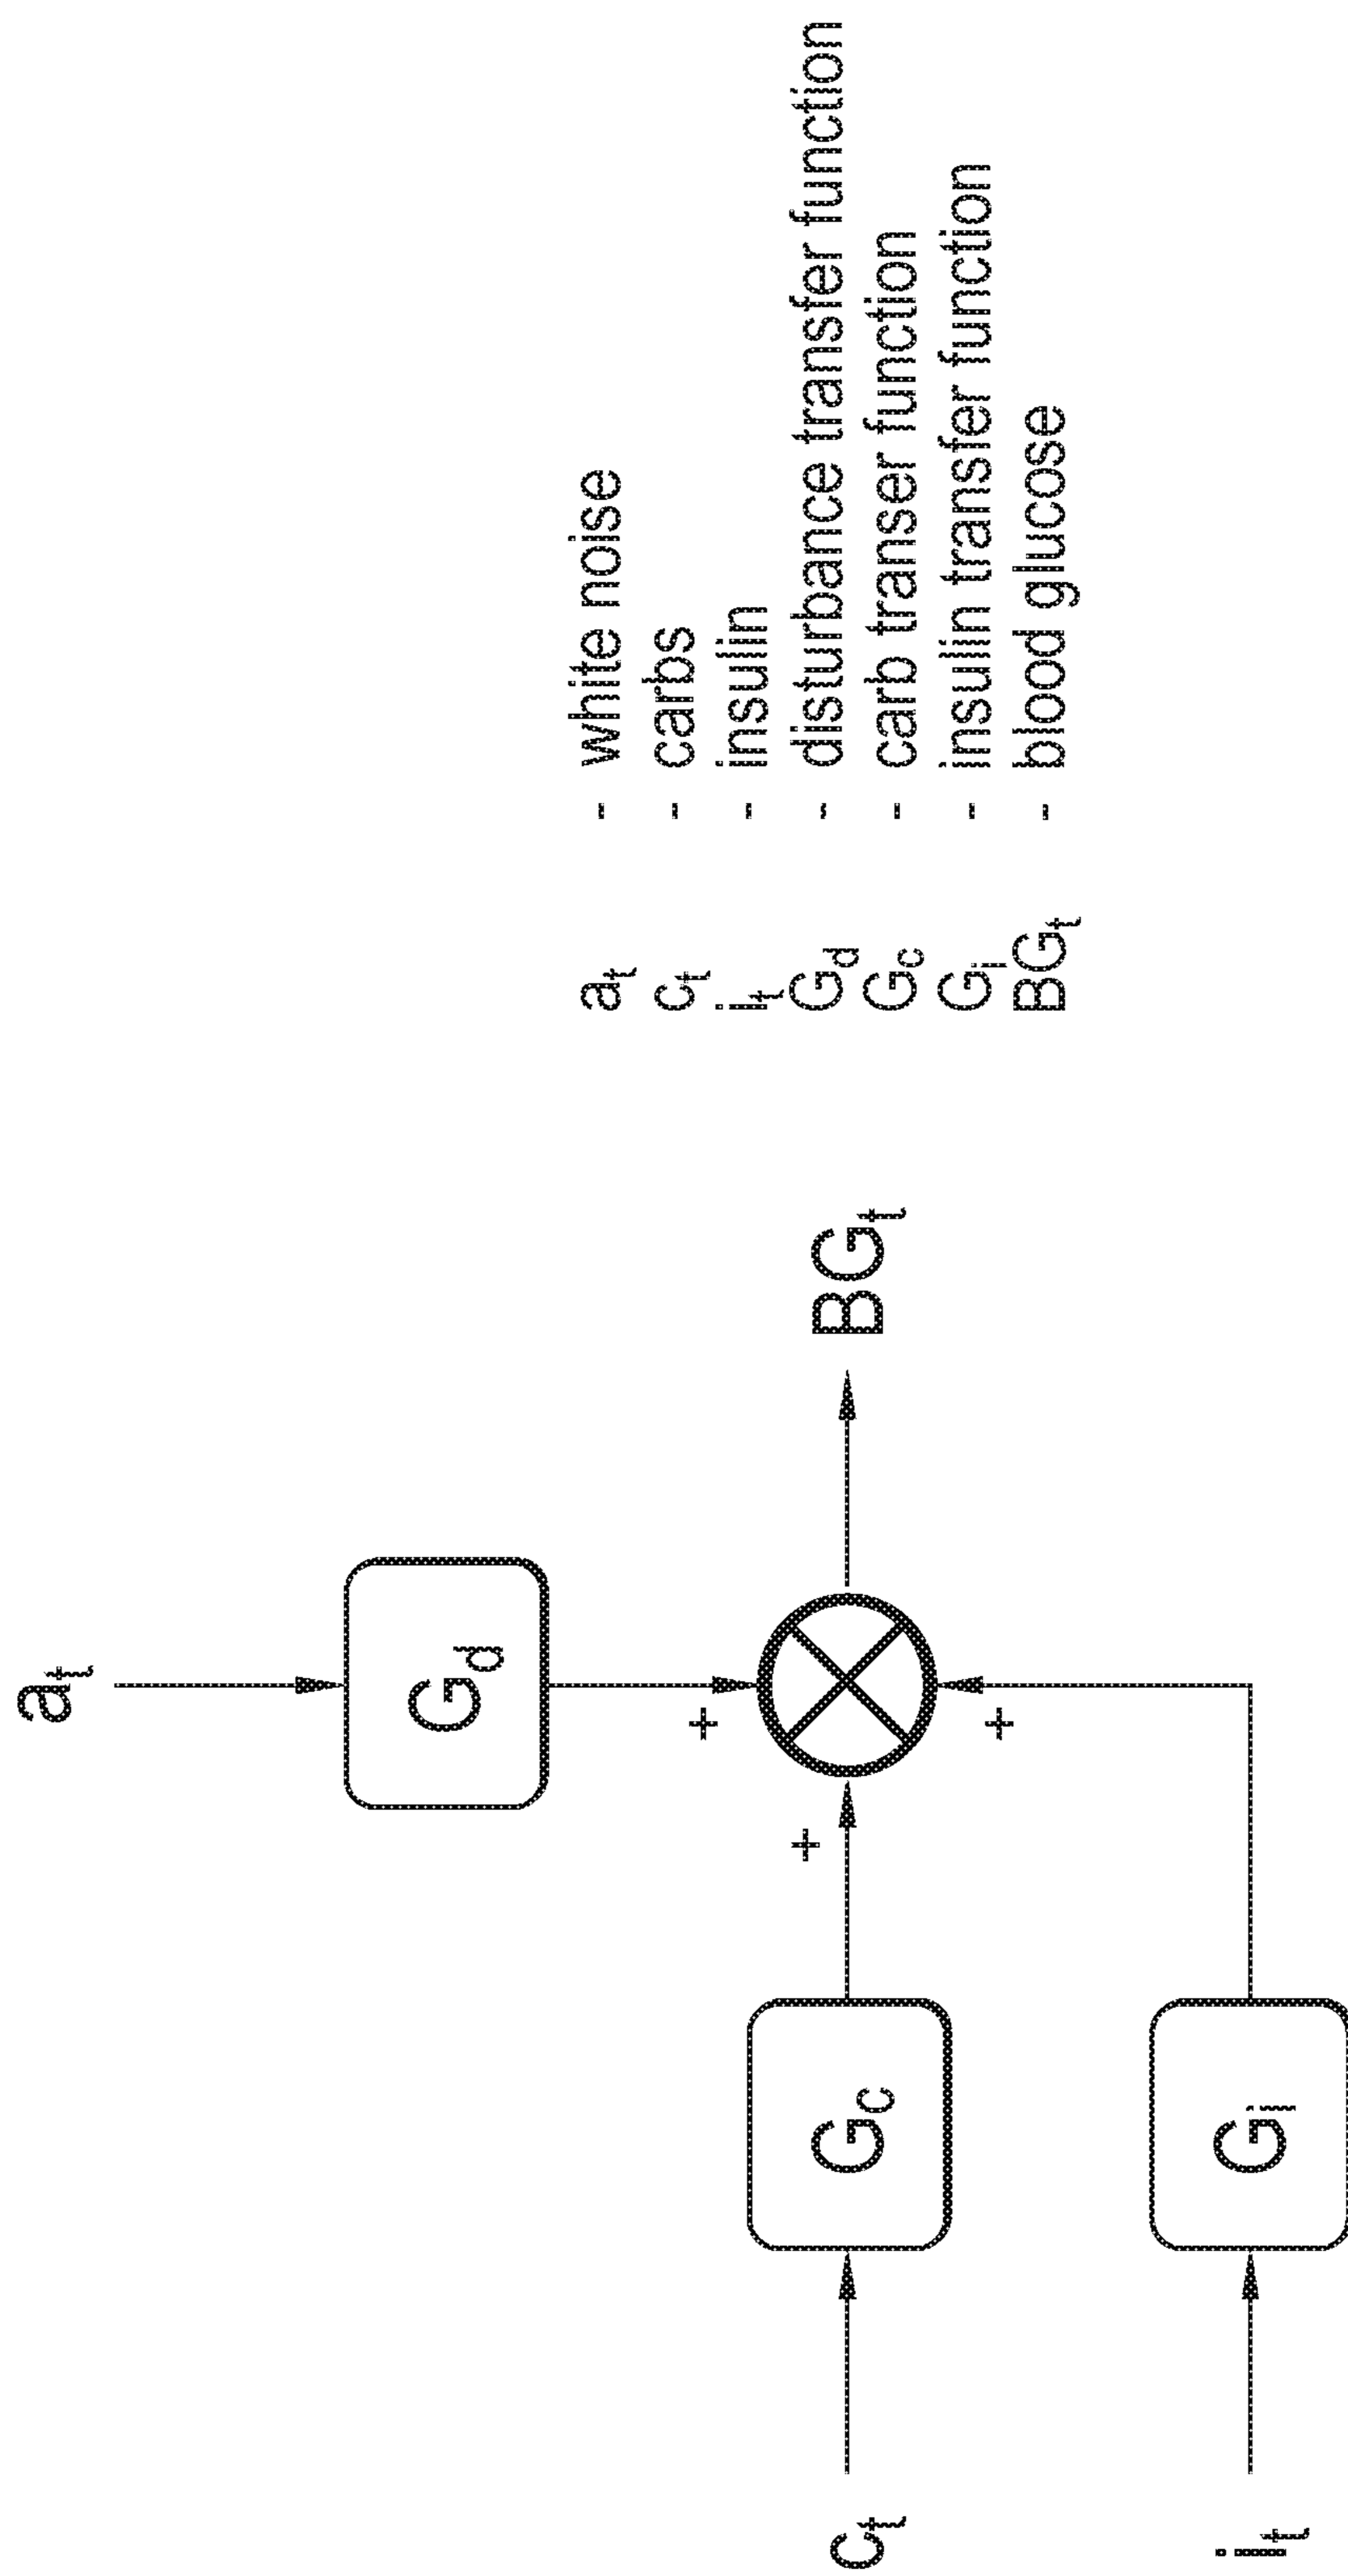 a_t
G_d
+
+
+
c_t
G_c
BG_t
i_t
G_i
a_t - white noise
c_t - carbs
i_t - insulin
G_d - disturbance transfer function
G_c - carb transer function
G_i - insulin transfer function
BG_t - blood glucose